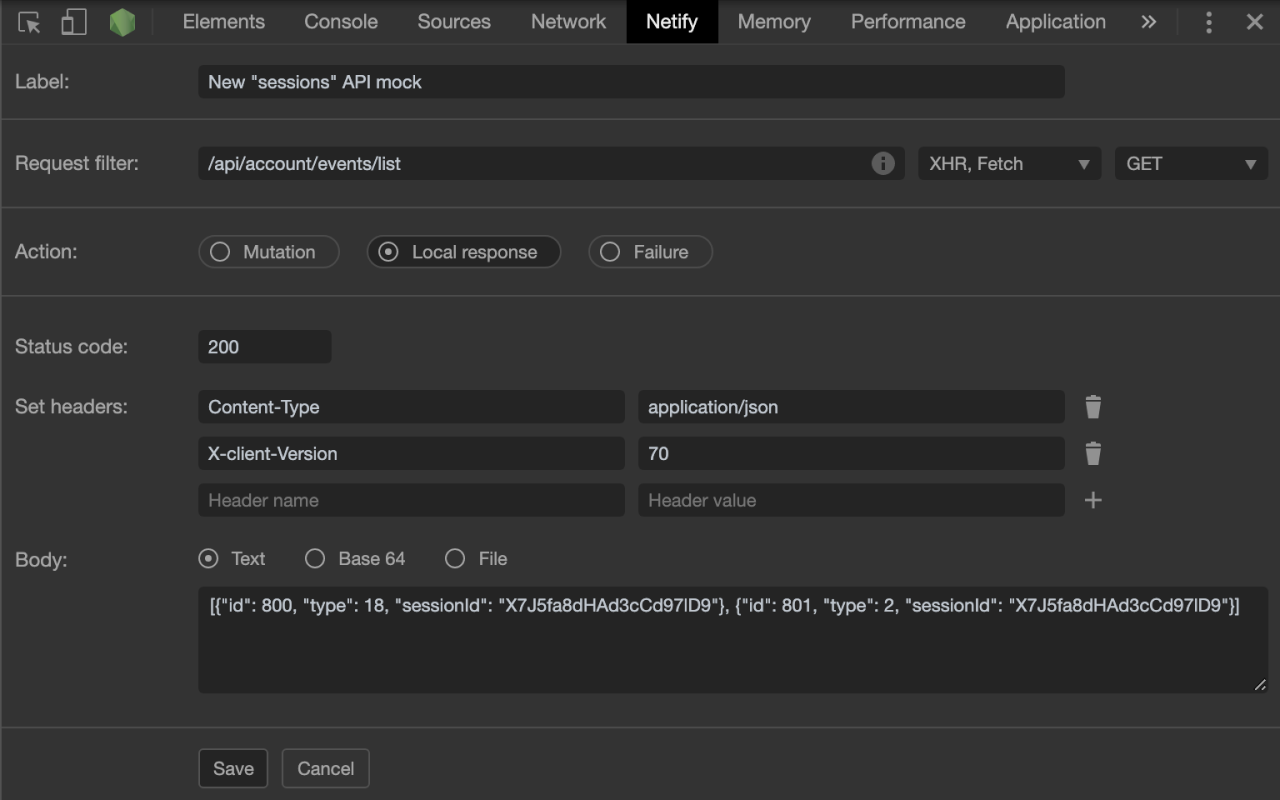 Elements Console Sources Network Netify Memory Performance Application »
Label: New "sessions" API mock
Request filter: /api/account/events/list XHR, Fetch GET
Action: Mutation Local response Failure
Status code: 200
Set headers: Content-Type application/json
X-client-Version 70
Header name Header value
Body: Text Base 64 File
[{"id": 800, "type": 18, "sessionId": "X7J5fa8dHAd3cCd97lD9"}, {"id": 801, "type": 2, "sessionId": "X7J5fa8dHAd3cCd97lD9"}]
Save Cancel